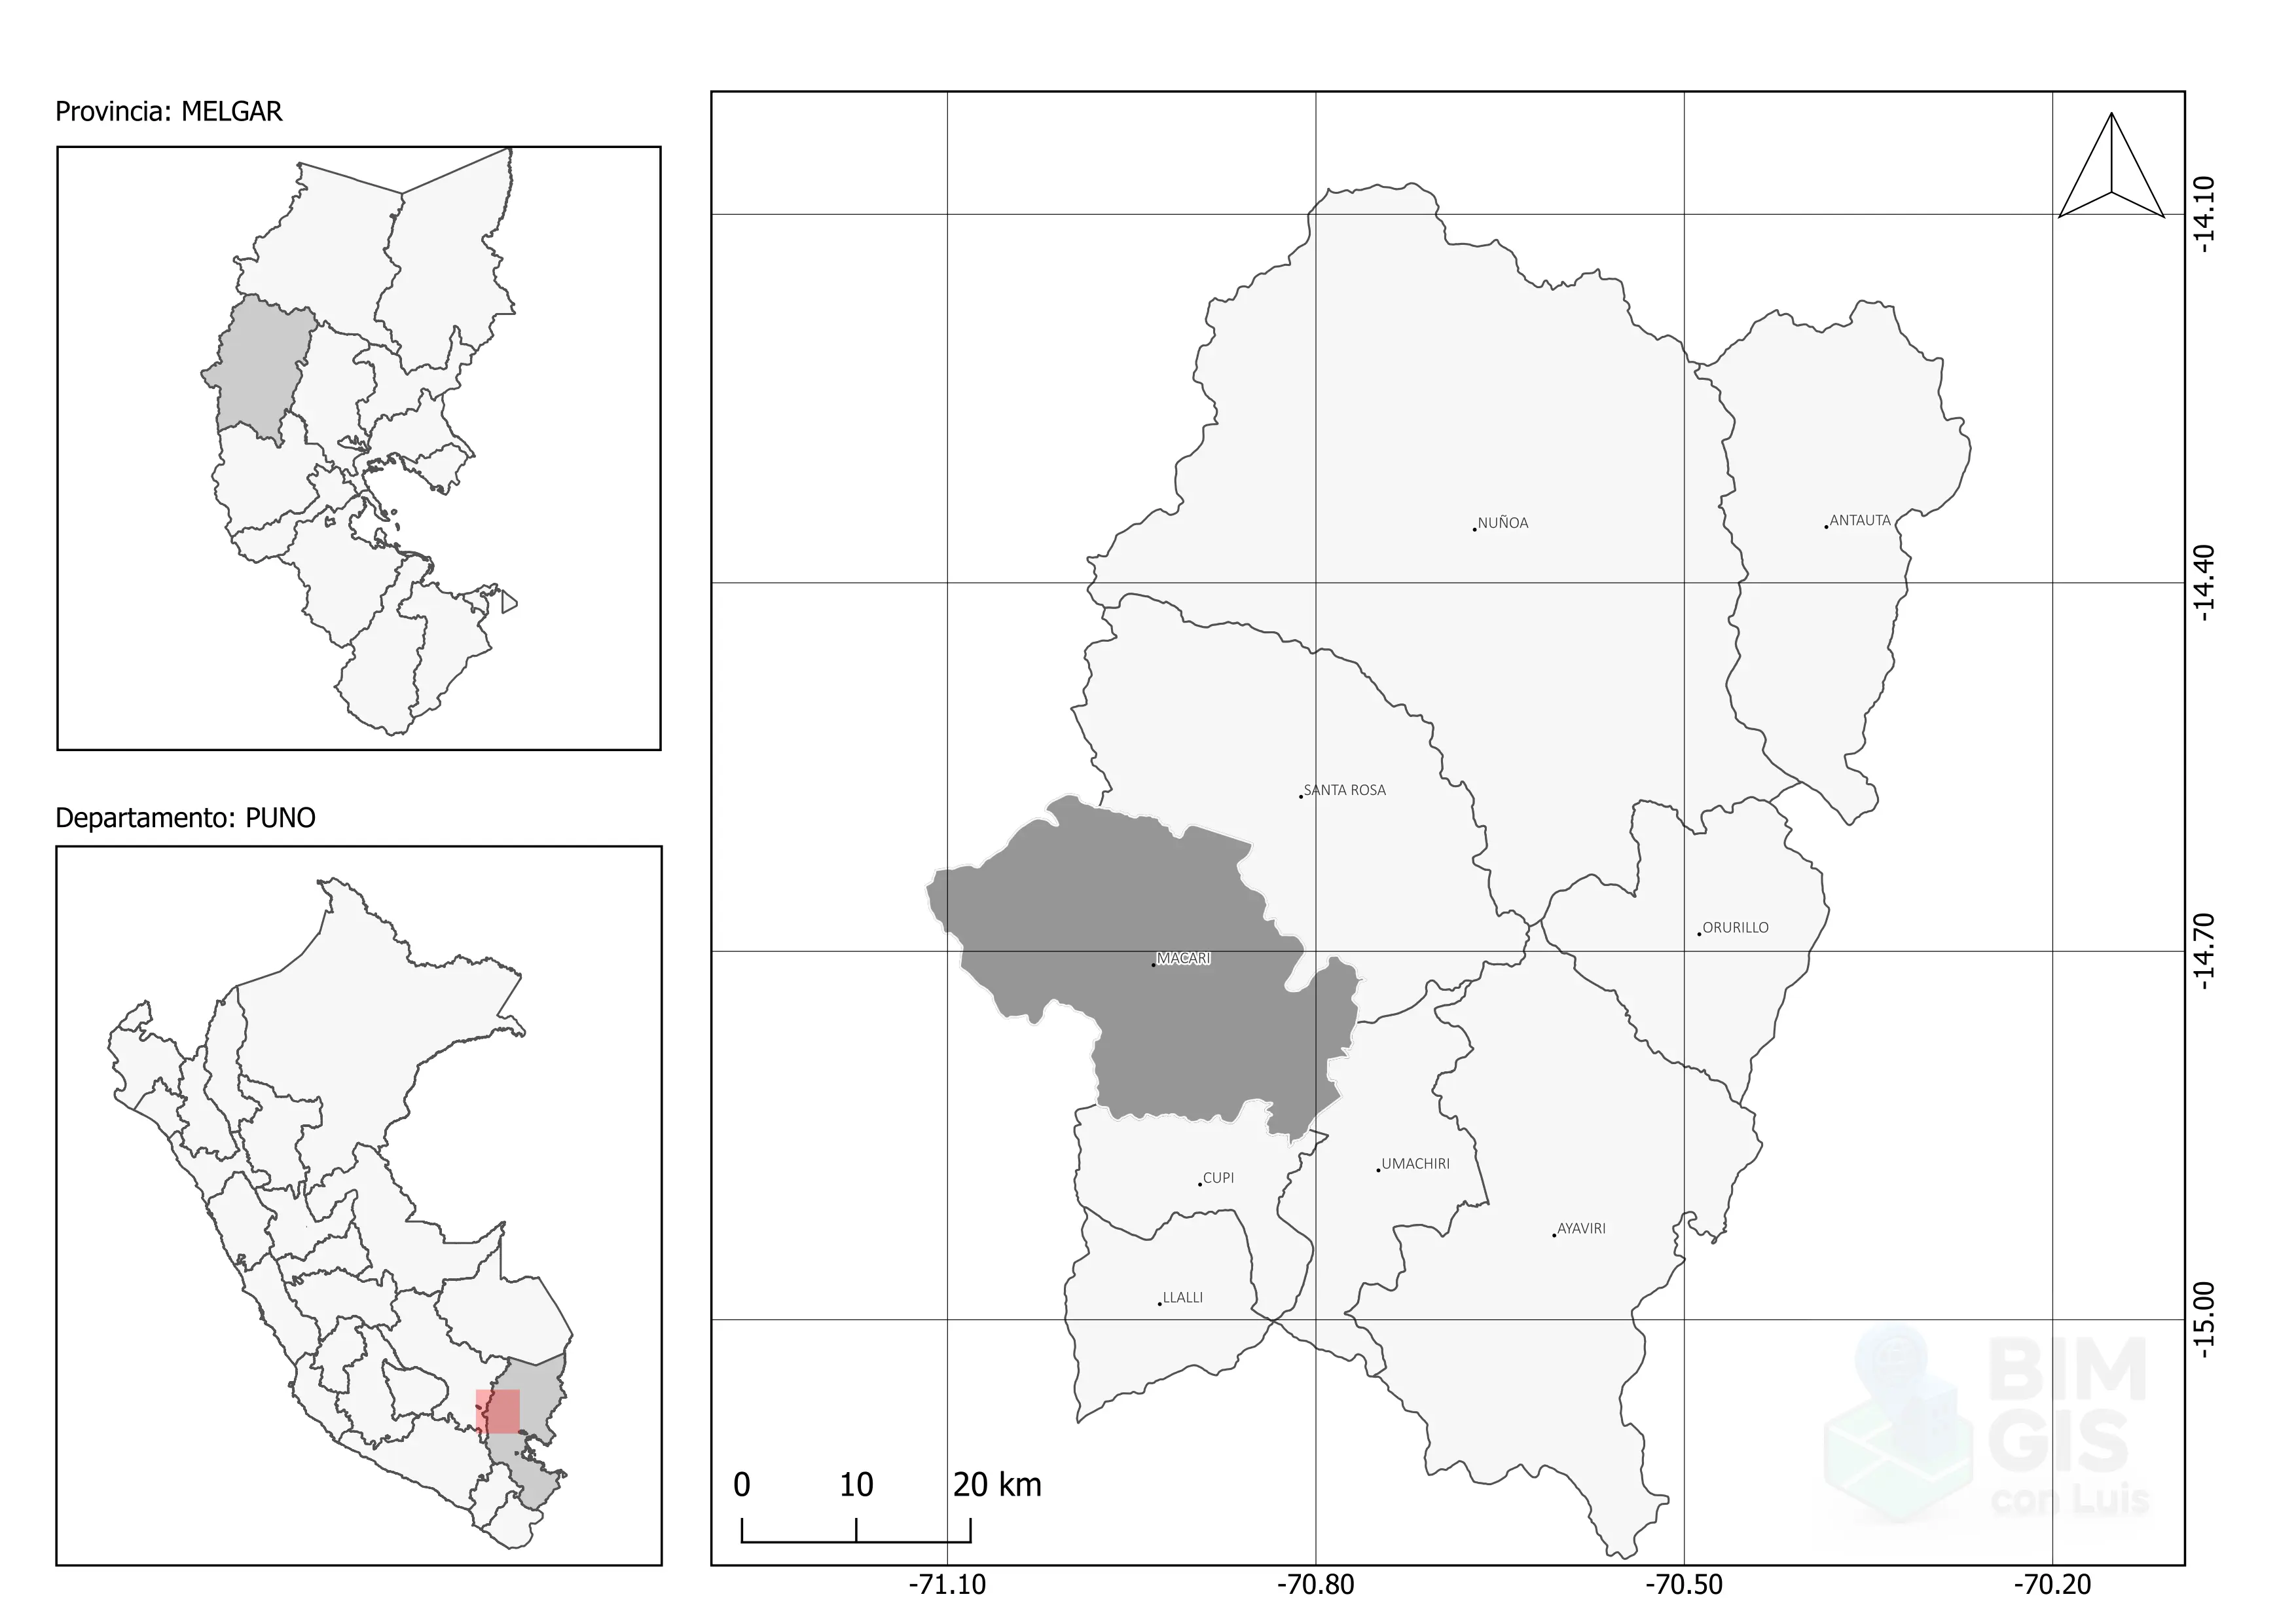 Provincia: MELGAR
Departamento: PUNO
NUÑOA
ANTAUTA
SANTA ROSA
ORURILLO
MACARI
UMACHIRI
CUPI
AYAVIRI
LLALLI
0 10 20 km
-14.10
-14.40
-14.70
-15.00
-71.10 -70.80 -70.50 -70.20
BIM
GIS
con Luis